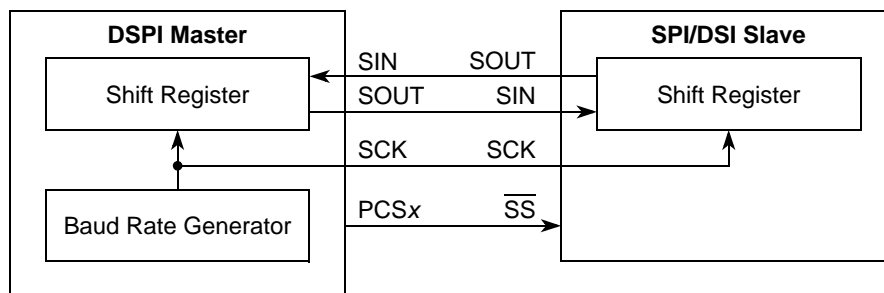 DSPI Master
SPI/DSI Slave
SIN SOUT
Shift Register
SOUT SIN
Shift Register
SCK SCK
Baud Rate Generator
PCSx SS